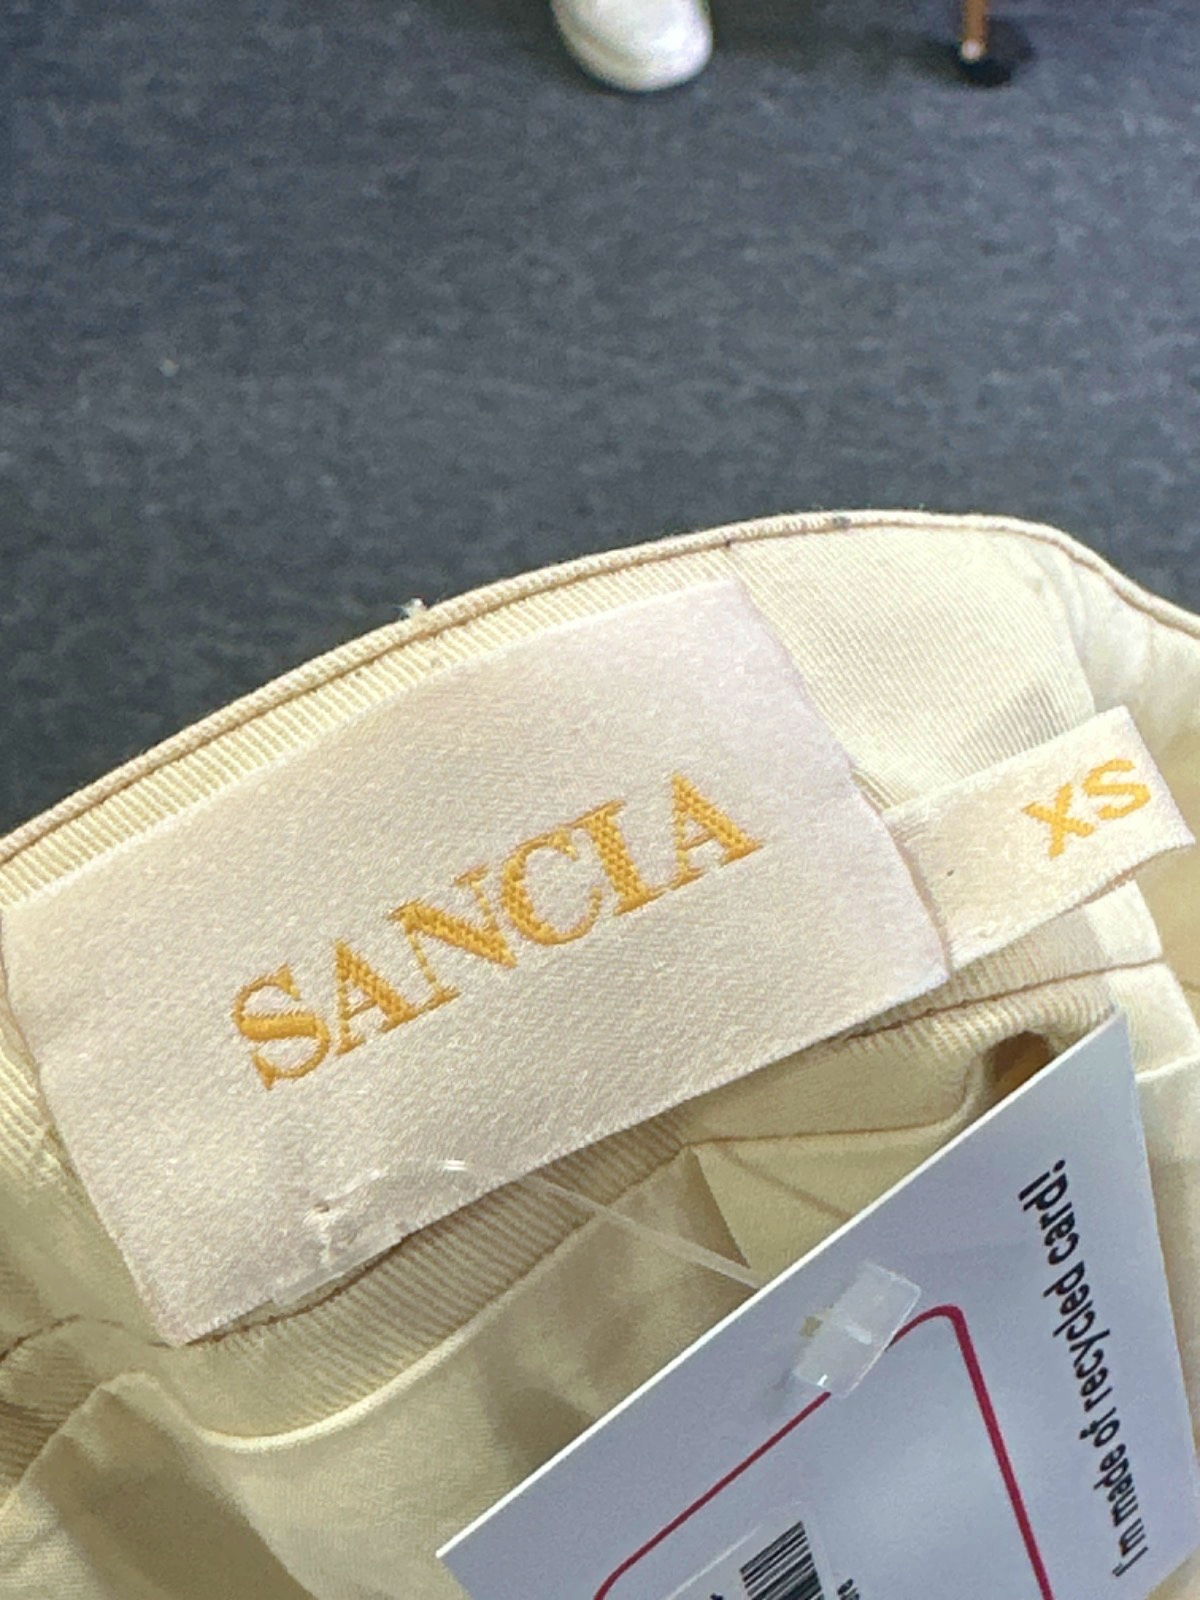 SANCIA
XS
I'm made of recycled card!